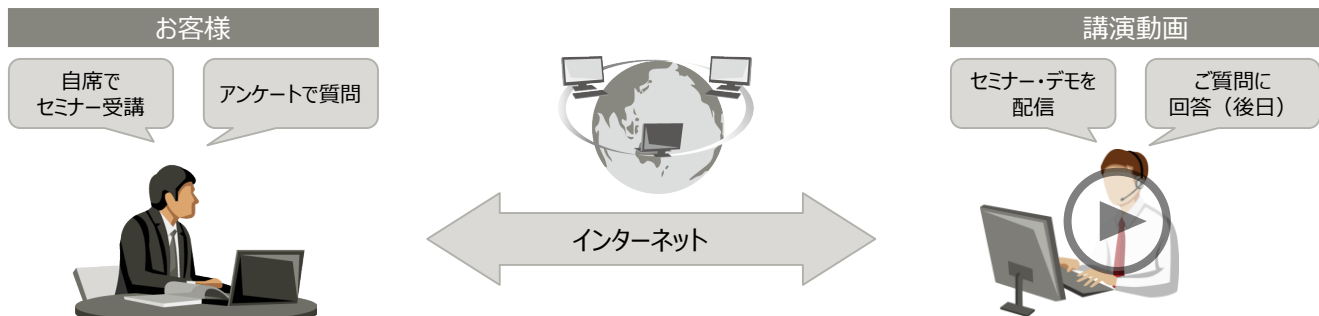 お客様
自席で
セミナー受講
アンケートで質問
インターネット
講演動画
セミナー・デモを
配信
ご質問に
回答（後日）